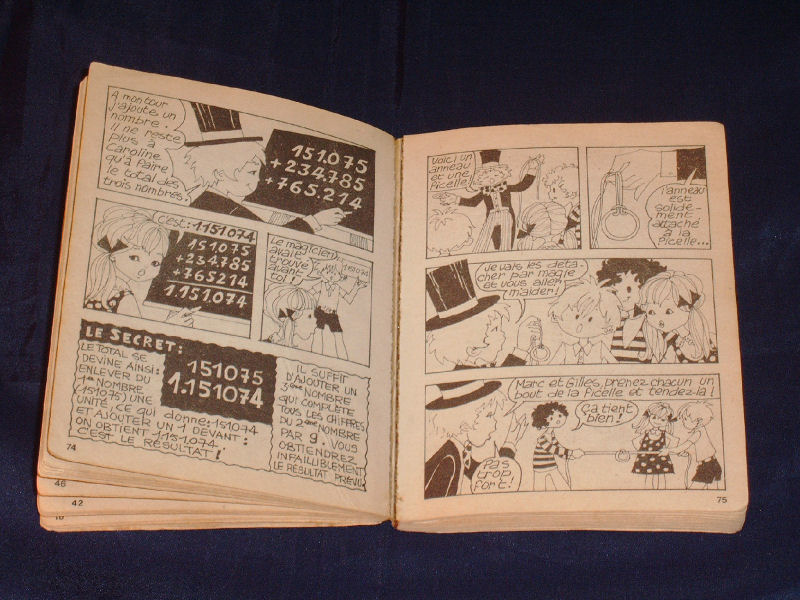 A mon tour
j'ajoute un
nombre.
Il ne reste
plus à
Caroline
qu'à faire
le total des
trois nombres.
151.075
+234.785
+765.214
c'est: 1.151.074
151.075
+234.785
+765.214
1.151.074
Le magicien
avait
trouvé
avant
toi!
1151074
LE SECRET:
LE TOTAL SE
DEVINE AINSI:
ENLEVER DU
1er NOMBRE
(151075) UNE
UNITÉ, CE QUI donne:151074
ET AJOUTER UN 1 DEVANT:
ON OBTIENT 1.151.074:
C'EST LE RÉSULTAT!
151075
1.151074
IL SUFFIT
D'AJOUTER UN
3ème NOMBRE
QUI COMPLÈTE
TOUS LES CHIFFRES
DU 2ème NOMBRE
PAR 9. VOUS
OBTIENDREZ
INFAILLIBLEMENT
LE RÉSULTAT PRÉVU.
74
46
42
Voici un
anneau
et une
ficelle
l'anneau
est
solide-
ment
attaché
à la
ficelle...
Je vais les déta-
cher par magie
et vous allez
m'aider!
Marc et Gilles, prenez chacun un
bout de la ficelle et tendez-la!
Ça tient
bien!
Pas
trop
fort!
75